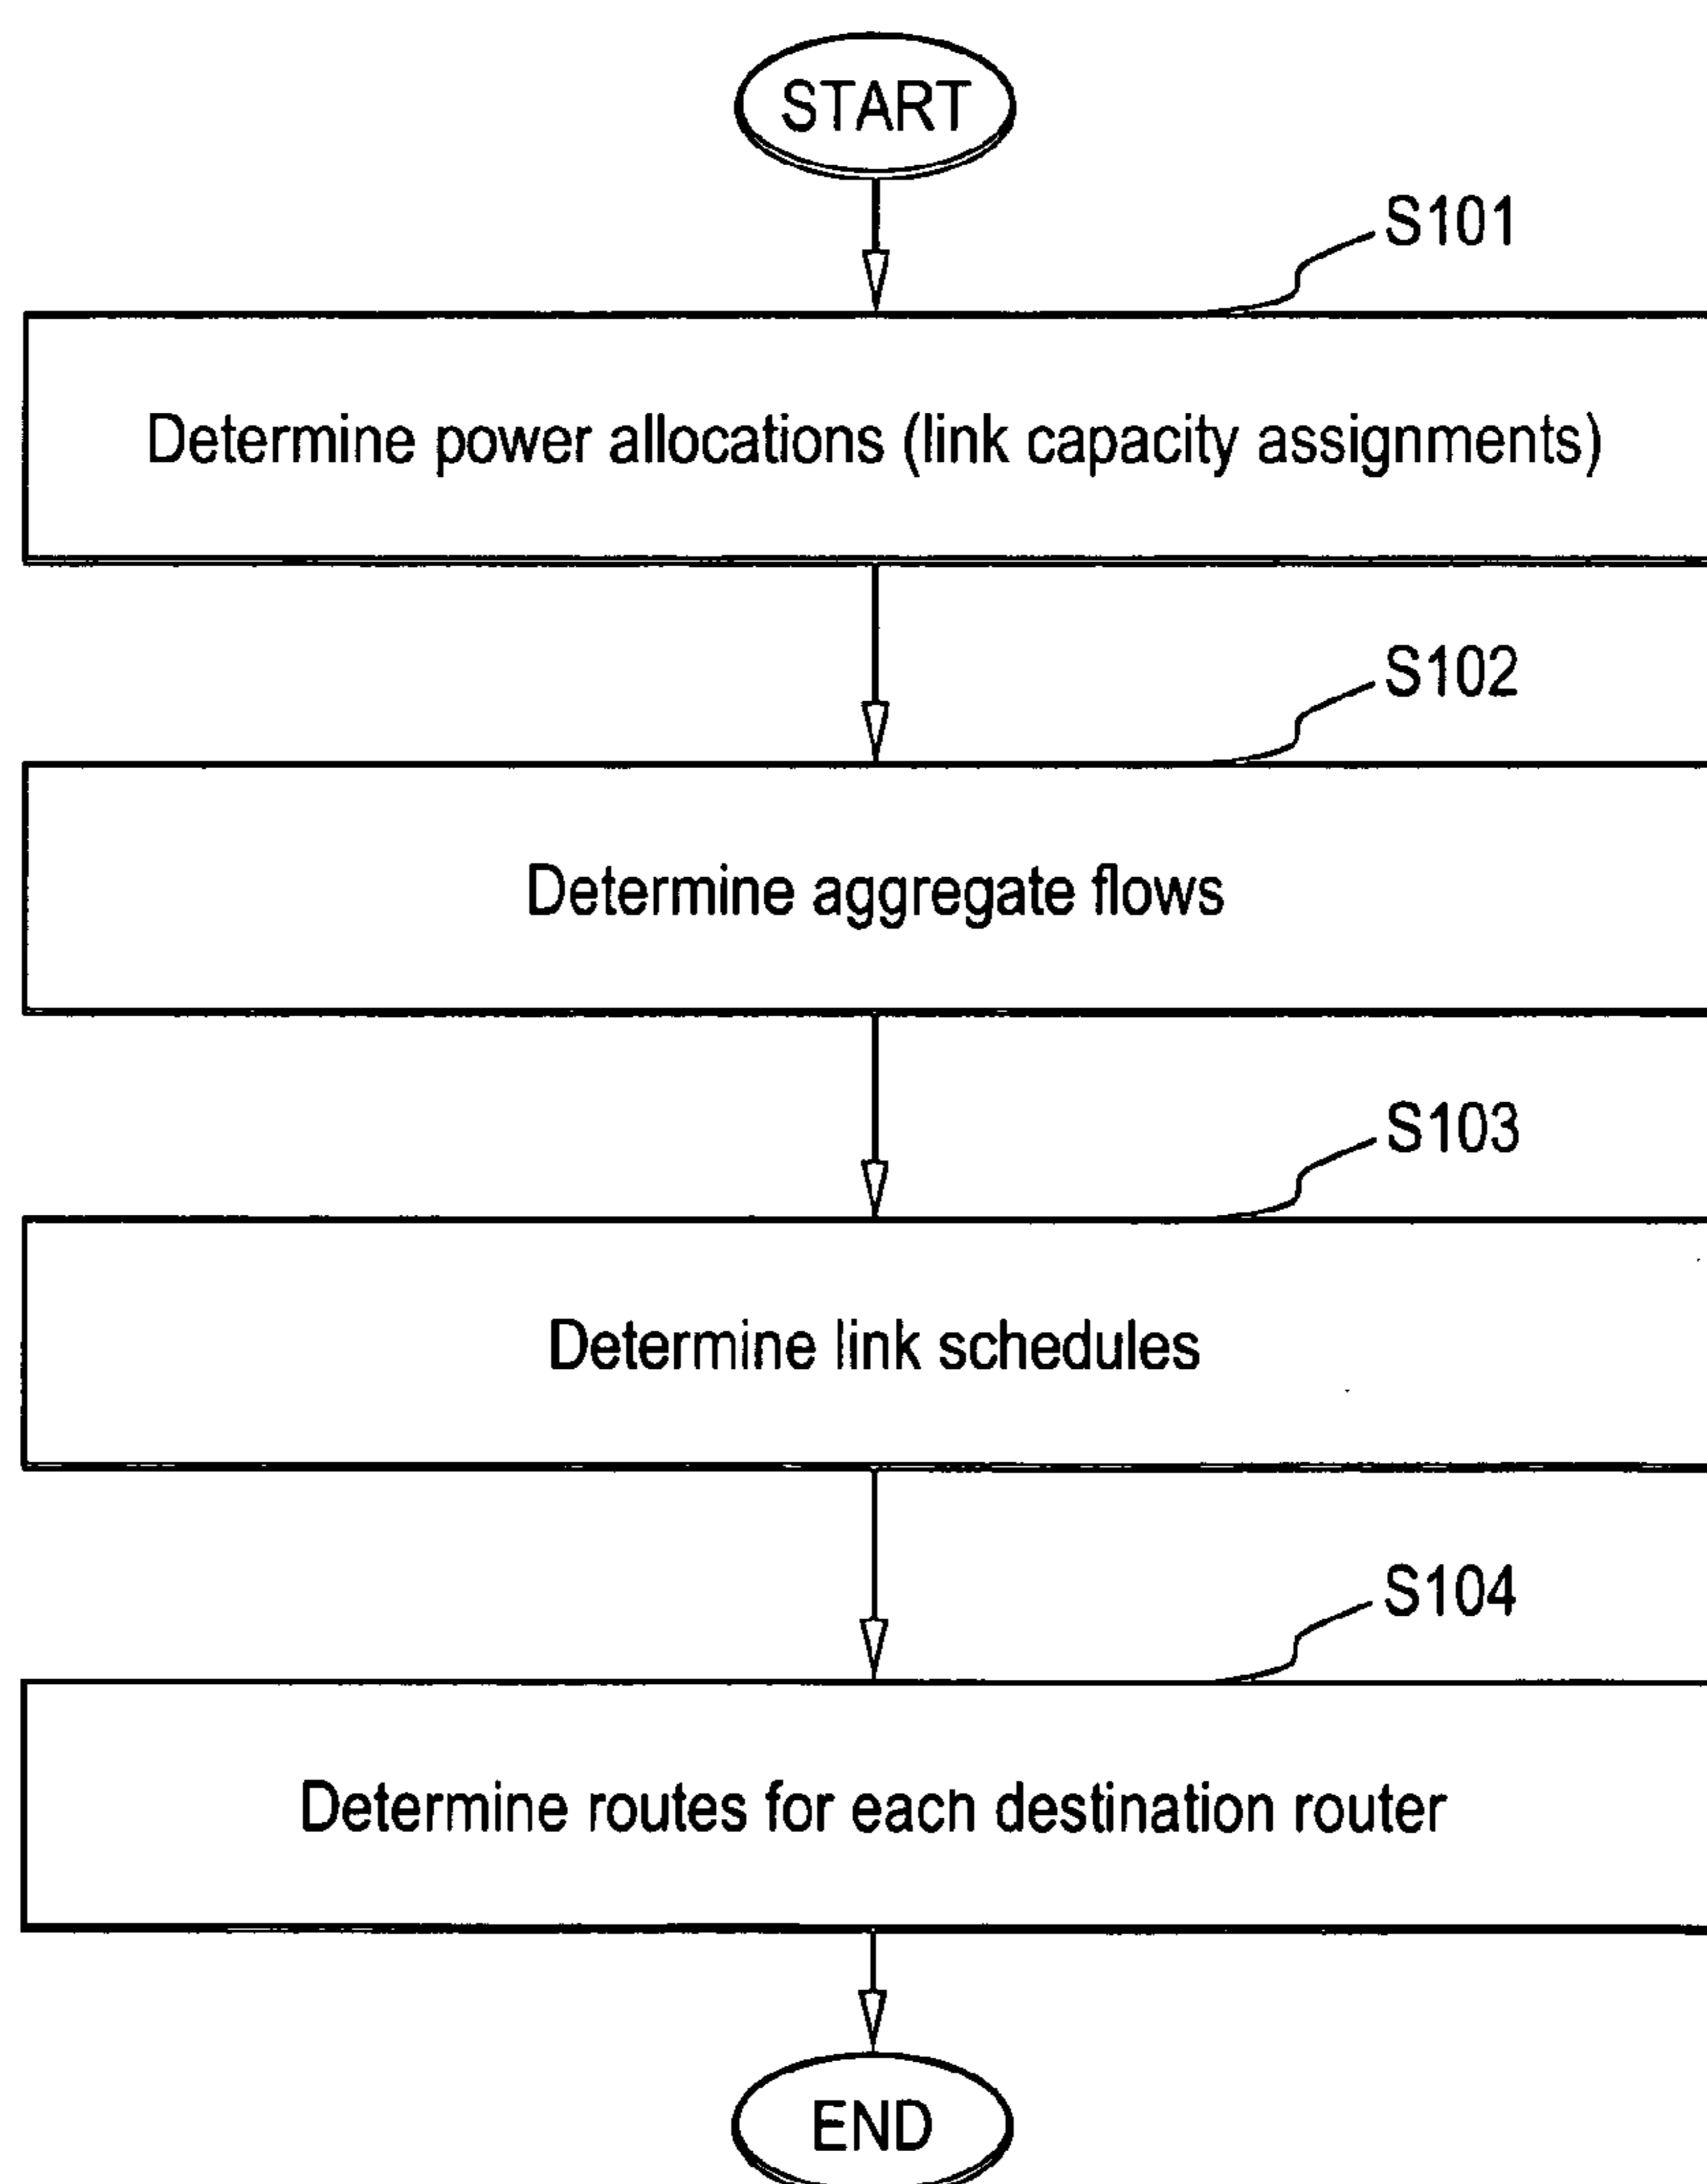 START
S101
Determine power allocations (link capacity assignments)
S102
Determine aggregate flows
S103
Determine link schedules
S104
Determine routes for each destination router
END